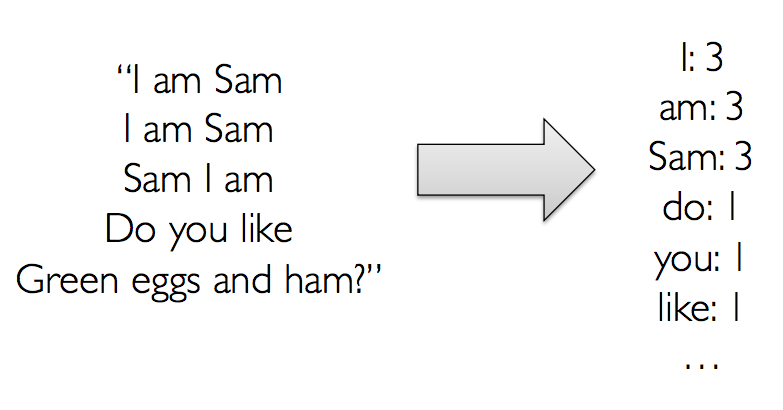 “I am Sam
I am Sam
Sam I am
Do you like
Green eggs and ham?”
I: 3
am: 3
Sam: 3
do: 1
you: 1
like: 1
...